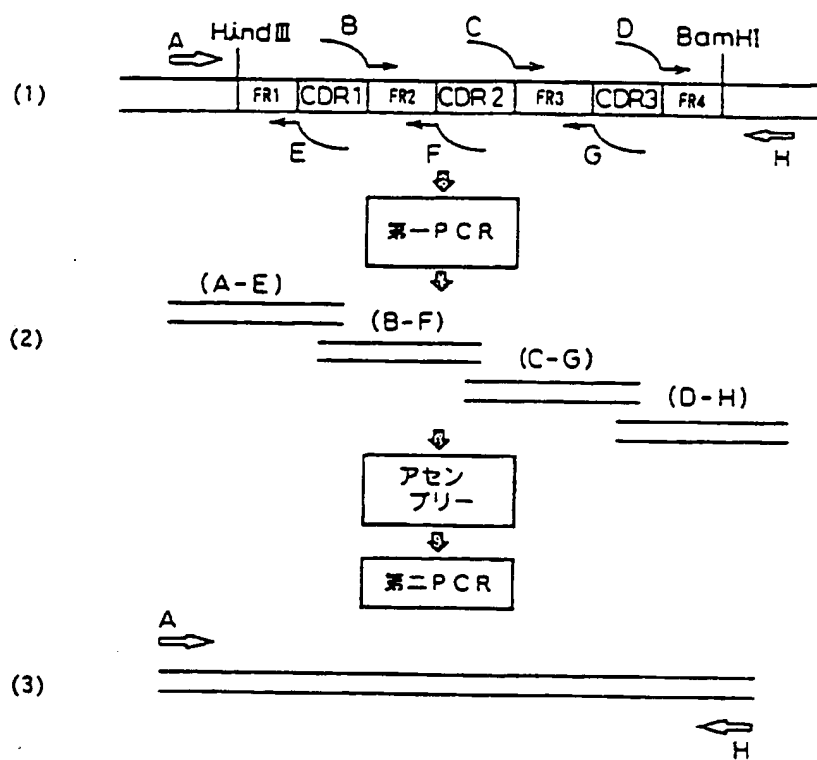 A HindⅢ B C D BamHI
(1) FR1 CDR1 FR2 CDR2 FR3 CDR3 FR4
E F G H
第一PCR
(A-E)
(2) (B-F)
(C-G)
(D-H)
アセン
ブリー
第二PCR
A
(3)
H